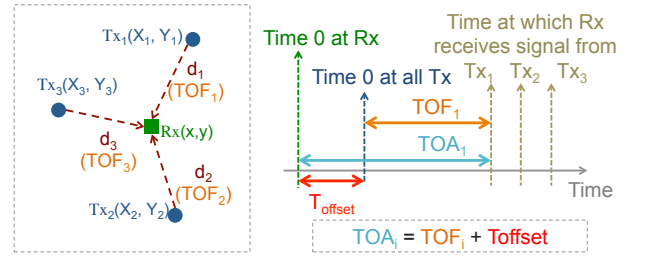 Tx₁(X₁, Y₁)
d₁
(TOF₁)
Tx₃(X₃, Y₃)
Rx(x,y)
d₃
(TOF₃)
d₂
(TOF₂)
Tx₂(X₂, Y₂)
Time 0 at Rx
Time at which Rx
receives signal from
Tx₁ Tx₂ Tx₃
Time 0 at all Tx
TOF₁
TOA₁
Time
Toffset
TOAᵢ = TOFᵢ + Toffset